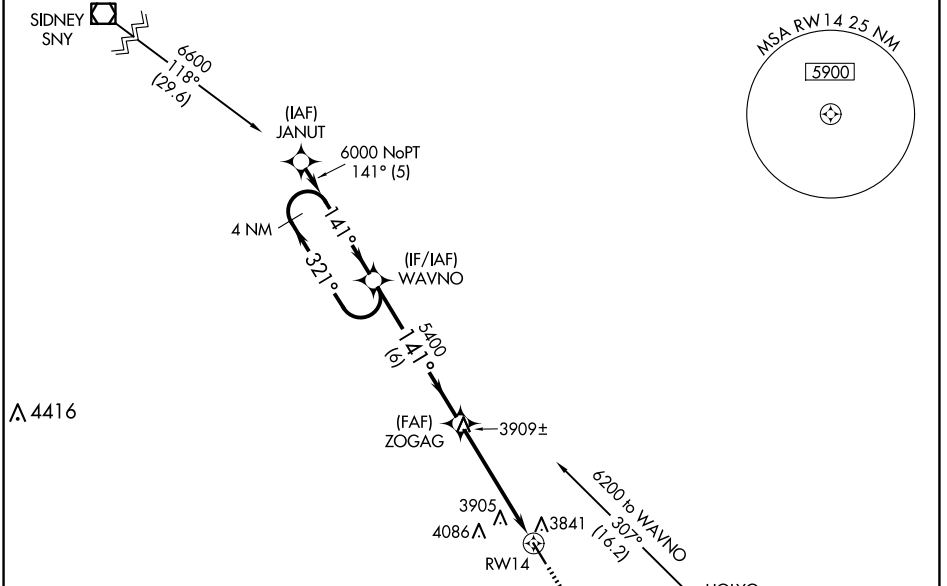 SIDNEY
SNY
6600
118°
(29.6)
MSA RW14 25 NM
5900
(IAF)
JANUT
6000 NoPT
141° (5)
4 NM
141°
321°
(IF/IAF)
WAVNO
5400
141°
(6)
4416
(FAF)
ZOGAG
3909±
6200 to WAVNO
307°
(16.2)
3905
4086
3841
RW14